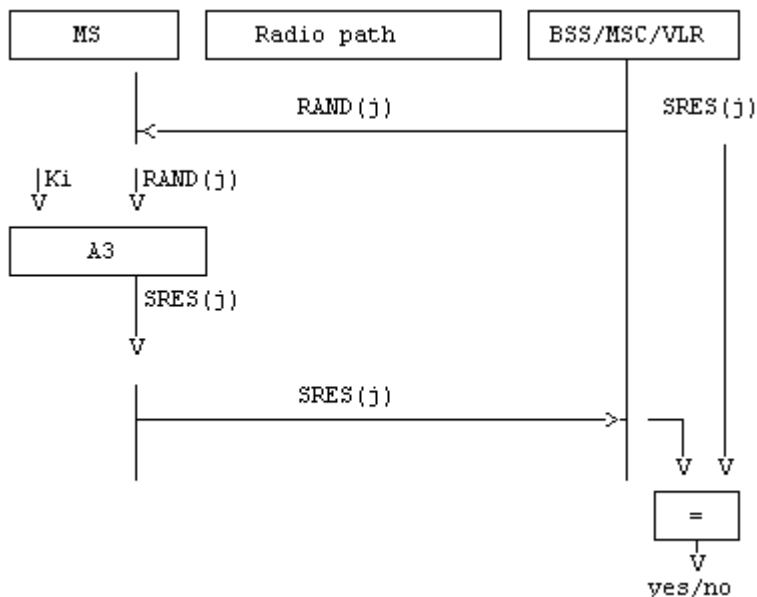 MS Radio path BSS/MSC/VLR
RAND(j) SRES(j)
Ki RAND(j)
A3
SRES(j)
SRES(j)
=
yes/no